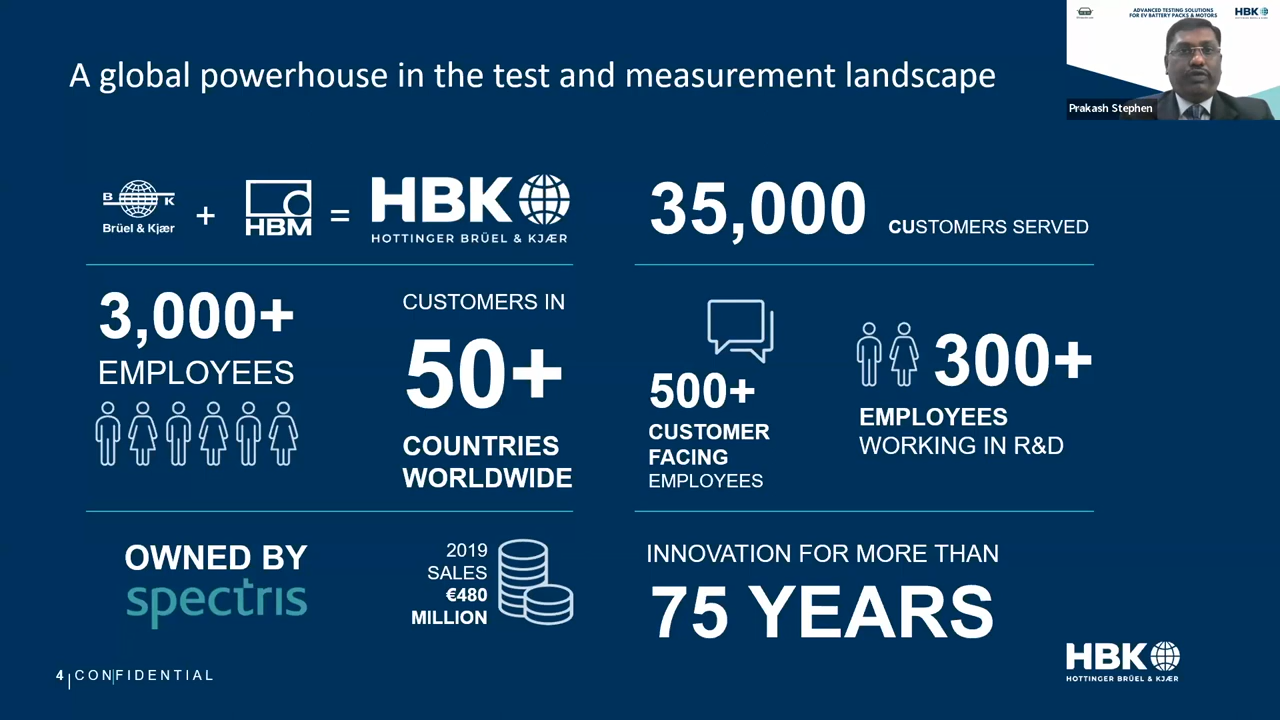 A global powerhouse in the test and measurement landscape
ADVANCED TESTING SOLUTIONS
FOR EV BATTERY PACKS & MOTORS
HBK
Prakash Stephen
B K
Brüel & Kjær
+
HBM
=
HBK
HOTTINGER BRÜEL & KJÆR
35,000
CUSTOMERS SERVED
3,000+
EMPLOYEES
CUSTOMERS IN
50+
COUNTRIES
WORLDWIDE
500+
CUSTOMER
FACING
EMPLOYEES
300+
EMPLOYEES
WORKING IN R&D
OWNED BY
spectris
2019
SALES
€480
MILLION
INNOVATION FOR MORE THAN
75 YEARS
4 CONFIDENTIAL
HBK
HOTTINGER BRÜEL & KJÆR